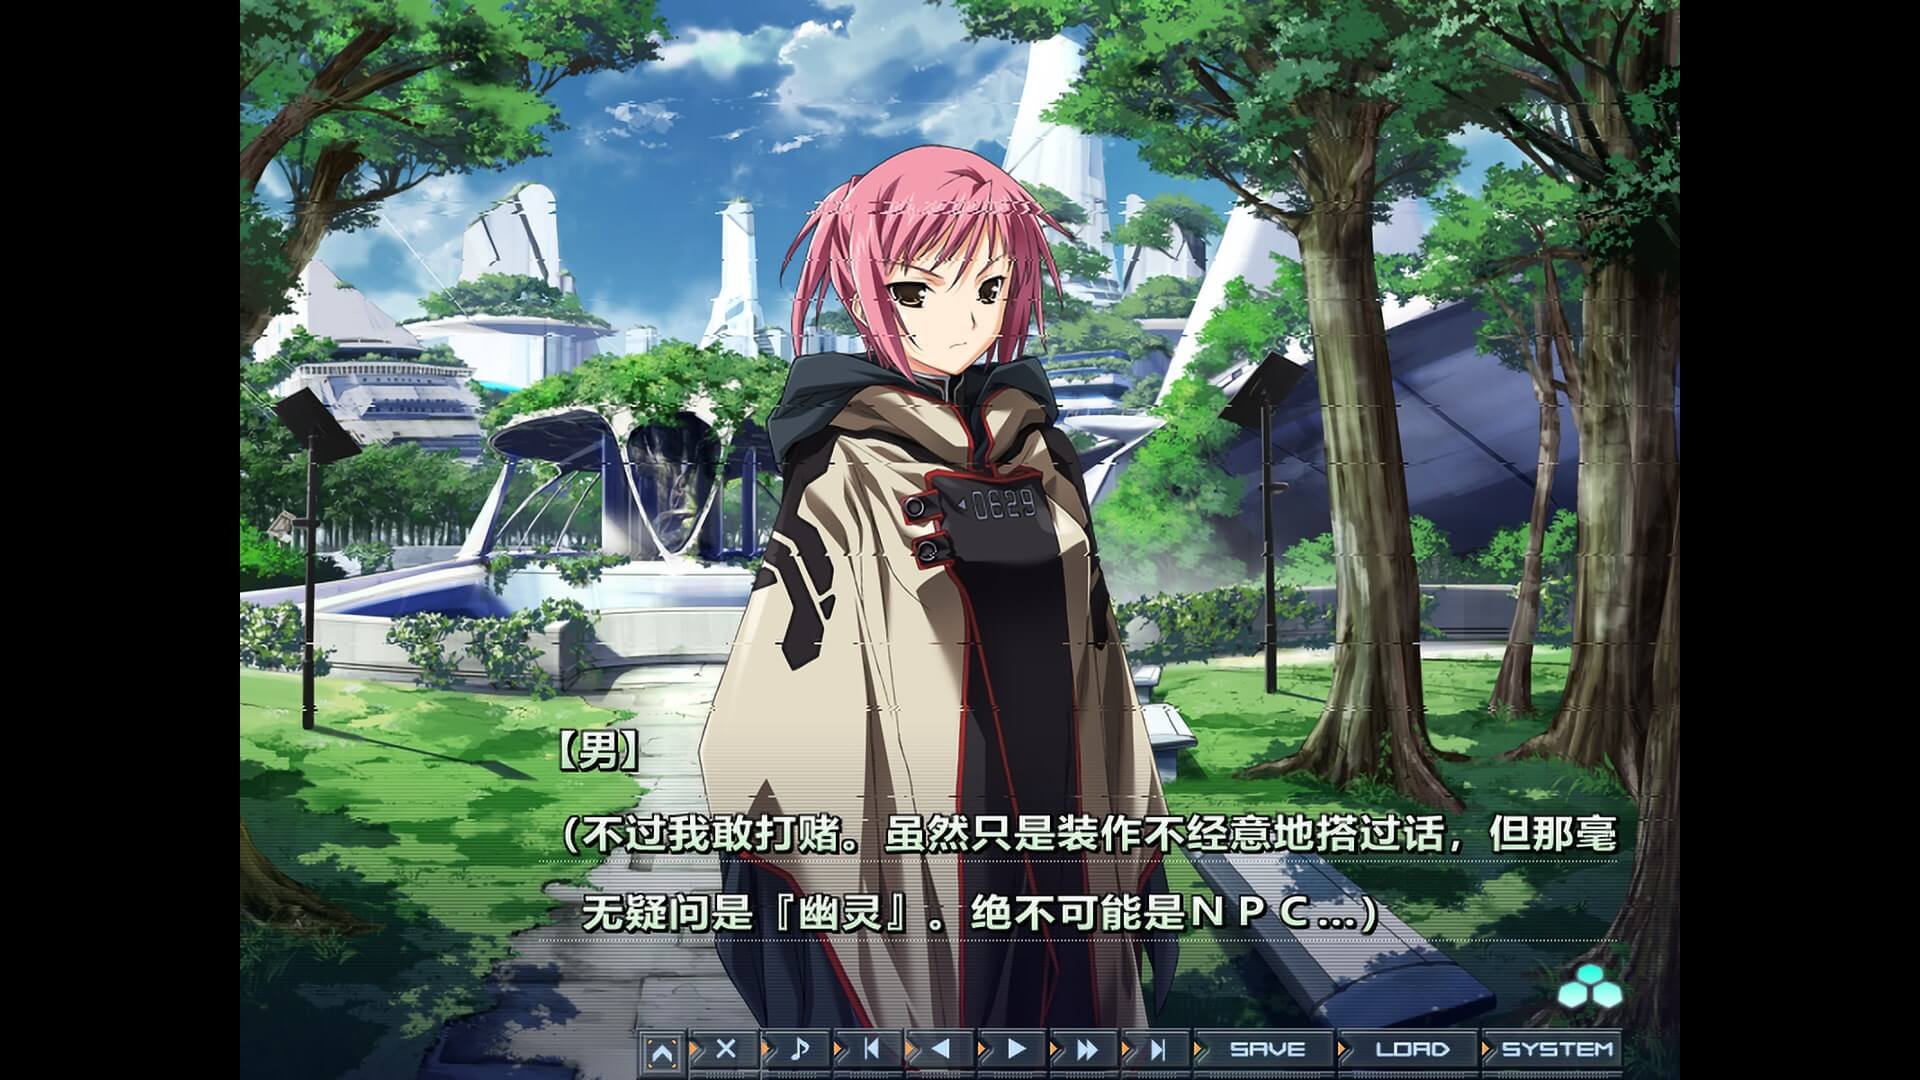 0629
【男】
（不过我敢打赌。虽然只是装作不经意地搭过话，但那毫
无疑问是『幽灵』。绝不可能是ＮＰＣ…）
SAVE LOAD SYSTEM